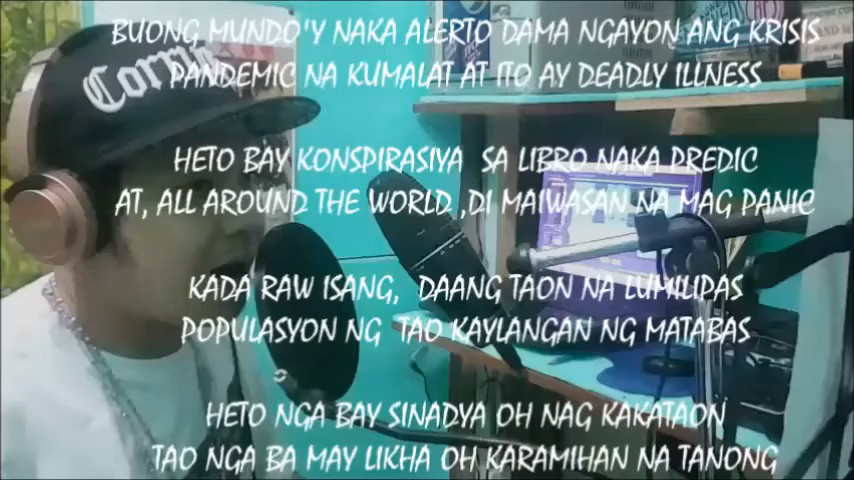 BUONG MUNDO'Y NAKA ALERTO DAMA NGAYON ANG KRISIS
PANDEMIC NA KUMALAT AT ITO AY DEADLY ILLNESS
HETO BAY KONSPIRASIYA SA LIBRO NAKA PREDIC
AT, ALL AROUND THE WORLD ,DI MAIWASAN NA MAG PANIC
KADA RAW ISANG, DAANG TAON NA LUMILIPAS
POPULASYON NG TAO KAYLANGAN NG MATABAS
HETO NGA BAY SINADYA OH NAG KAKATAON
TAO NGA BA MAY LIKHA OH KARAMIHAN NA TANONG